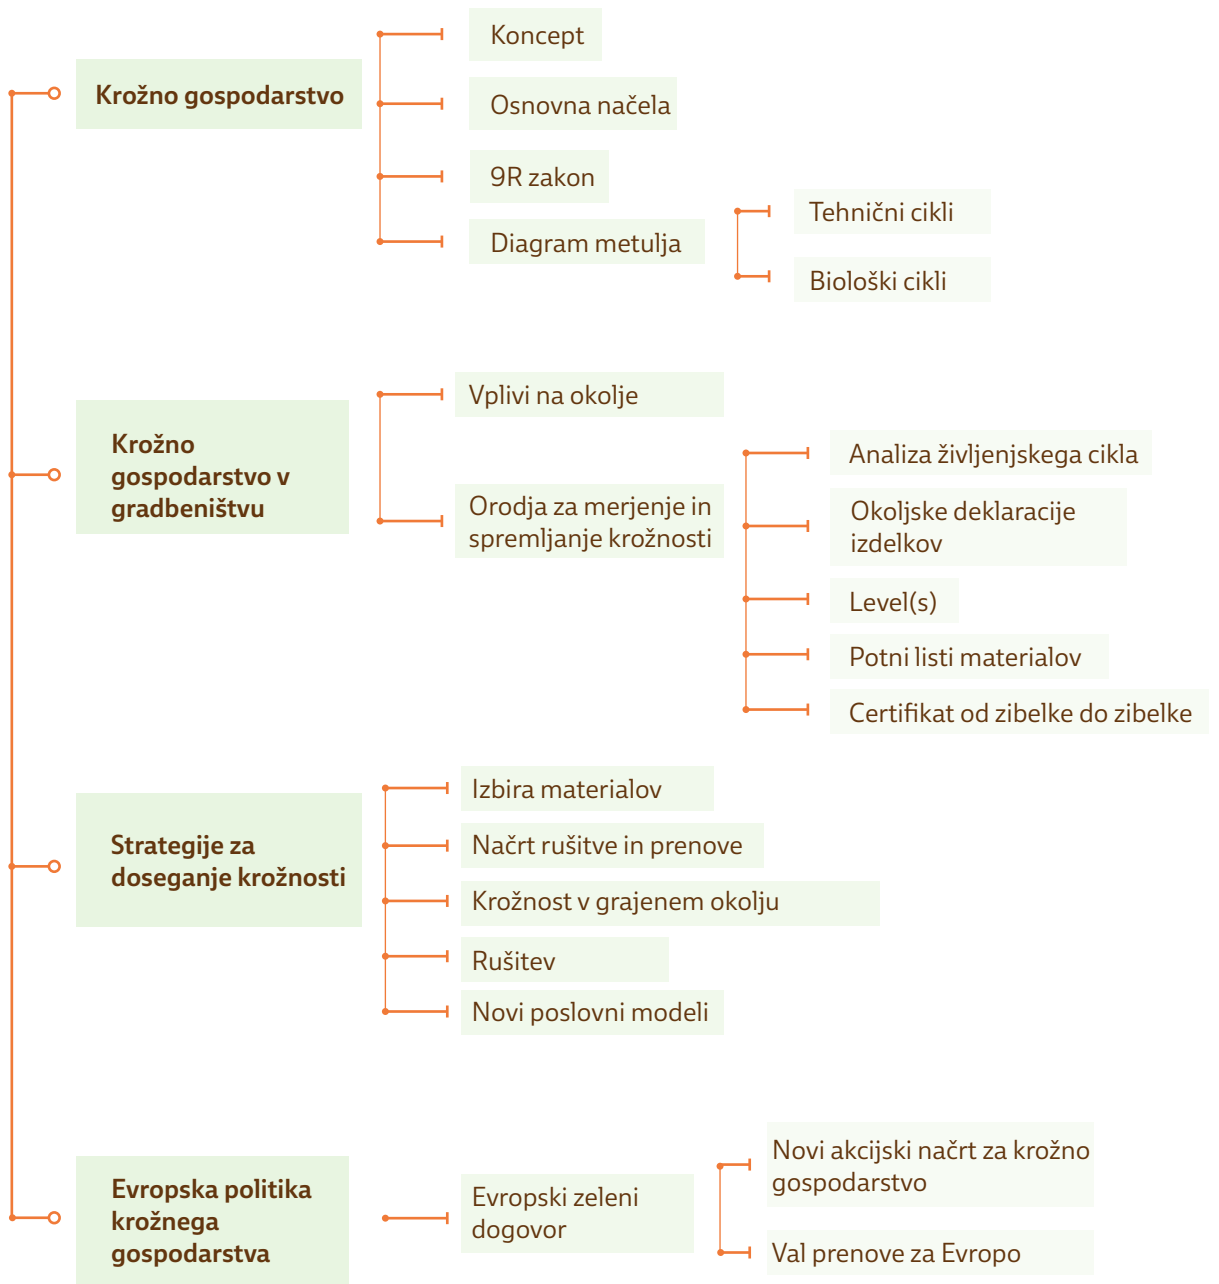 Krožno gospodarstvo
Koncept
Osnovna načela
9R zakon
Diagram metulja
Tehnični cikli
Biološki cikli
Krožno
gospodarstvo v
gradbeništvu
Vplivi na okolje
Orodja za merjenje in
spremljanje krožnosti
Analiza življenjskega cikla
Okoljske deklaracije
izdelkov
Level(s)
Potni listi materialov
Certifikat od zibelke do zibelke
Strategije za
doseganje krožnosti
Izbira materialov
Načrt rušitve in prenove
Krožnost v grajenem okolju
Rušitev
Novi poslovni modeli
Evropska politika
krožnega
gospodarstva
Evropski zeleni
dogovor
Novi akcijski načrt za krožno
gospodarstvo
Val prenove za Evropo